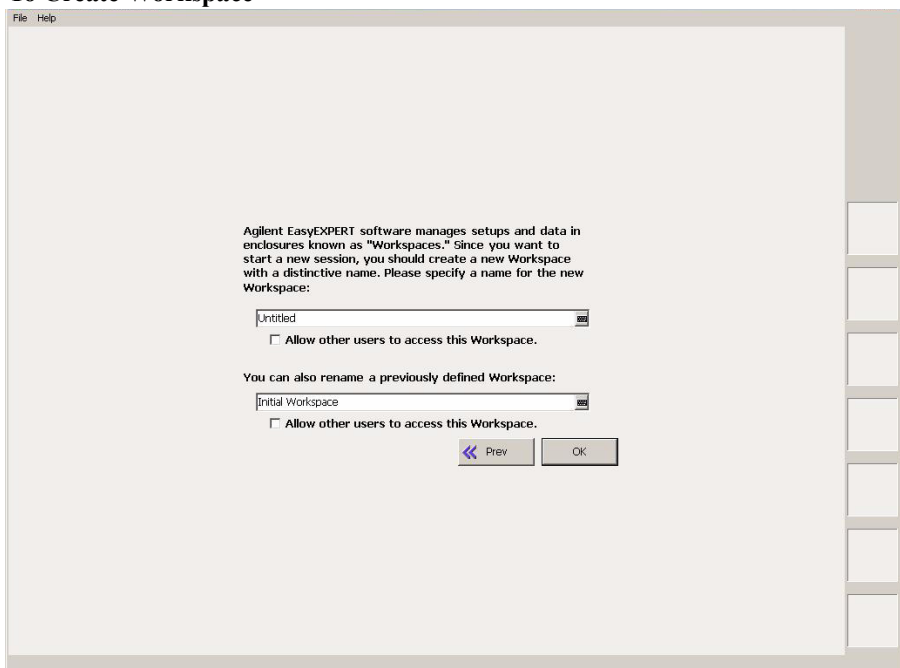 To Create Workspace
File Help
Agilent EasyEXPERT software manages setups and data in
enclosures known as "Workspaces." Since you want to
start a new session, you should create a new Workspace
with a distinctive name. Please specify a name for the new
Workspace:
Untitled
Allow other users to access this Workspace.
You can also rename a previously defined Workspace:
Initial Workspace
Allow other users to access this Workspace.
Prev OK